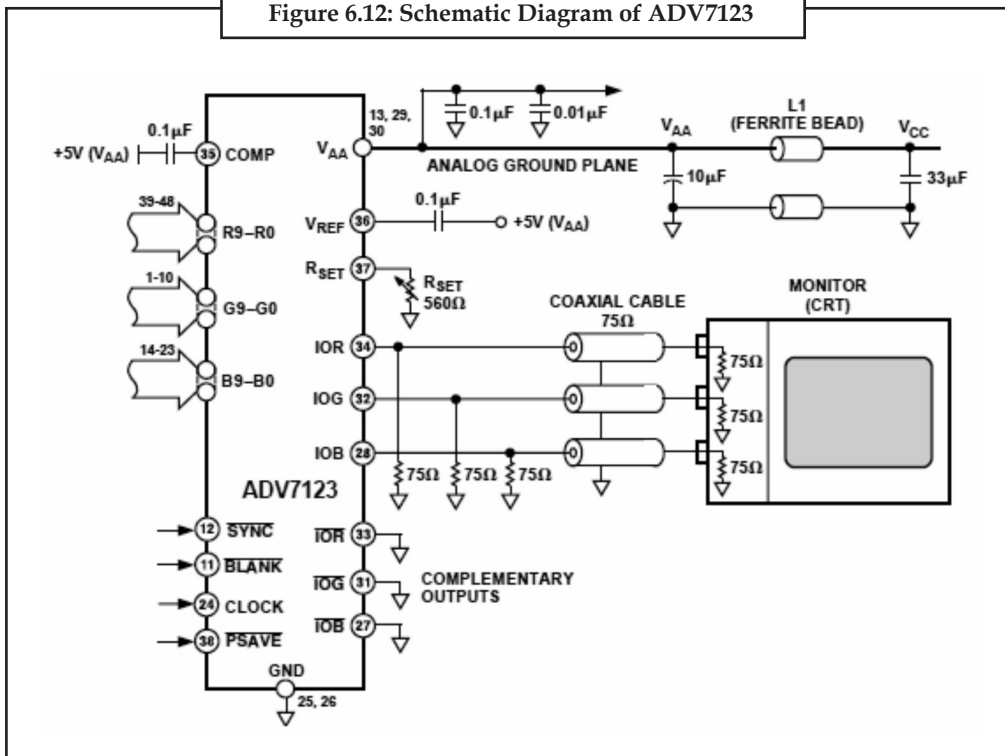 Figure 6.12: Schematic Diagram of ADV7123
13, 29,
30
0.1μF
0.01μF
L1
(FERRITE BEAD)
VAA
VCC
0.1μF
+5V (VAA)
35
COMP
VAA
ANALOG GROUND PLANE
10μF
33μF
39-48
R9–R0
0.1μF
VREF
36
+5V (VAA)
1-10
G9–G0
RSET
37
RSET
560Ω
COAXIAL CABLE
75Ω
MONITOR
(CRT)
14-23
B9–B0
IOR
34
75Ω
IOG
32
75Ω
IOB
28
75Ω
75Ω
75Ω
75Ω
ADV7123
12
SYNC
IOR
33
11
BLANK
IOG
31
COMPLEMENTARY
OUTPUTS
24
CLOCK
IOB
27
38
PSAVE
GND
25, 26